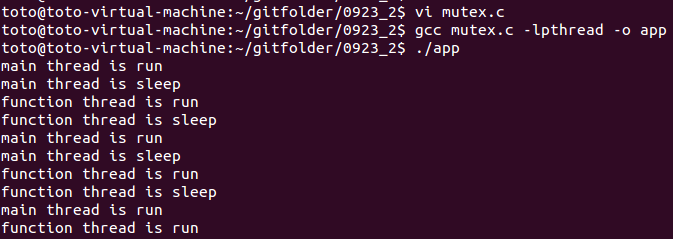 toto@toto-virtual-machine:~/gitfolder/0923_2$ vi mutex.c
toto@toto-virtual-machine:~/gitfolder/0923_2$ gcc mutex.c -lpthread -o app
toto@toto-virtual-machine:~/gitfolder/0923_2$ ./app
main thread is run
main thread is sleep
function thread is run
function thread is sleep
main thread is run
main thread is sleep
function thread is run
function thread is sleep
main thread is run
function thread is run